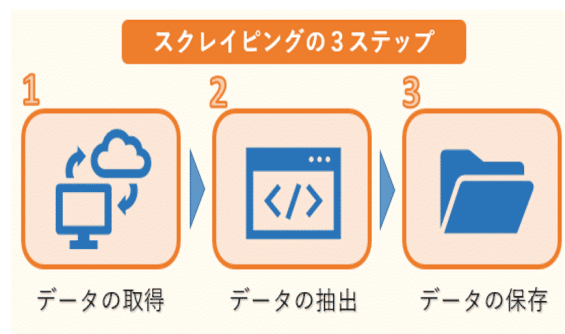 スクレイピングの3ステップ
1
2
3
</>
データの取得
データの抽出
データの保存